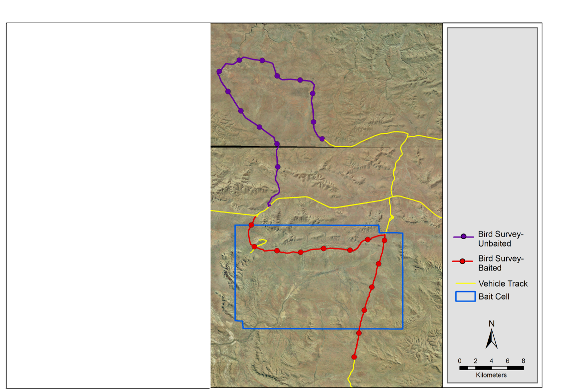 Bird Survey-
Unbaited
Bird Survey-
Baited
Vehicle Track
Bait Cell
N
0 2 4 6 8
Kilometers